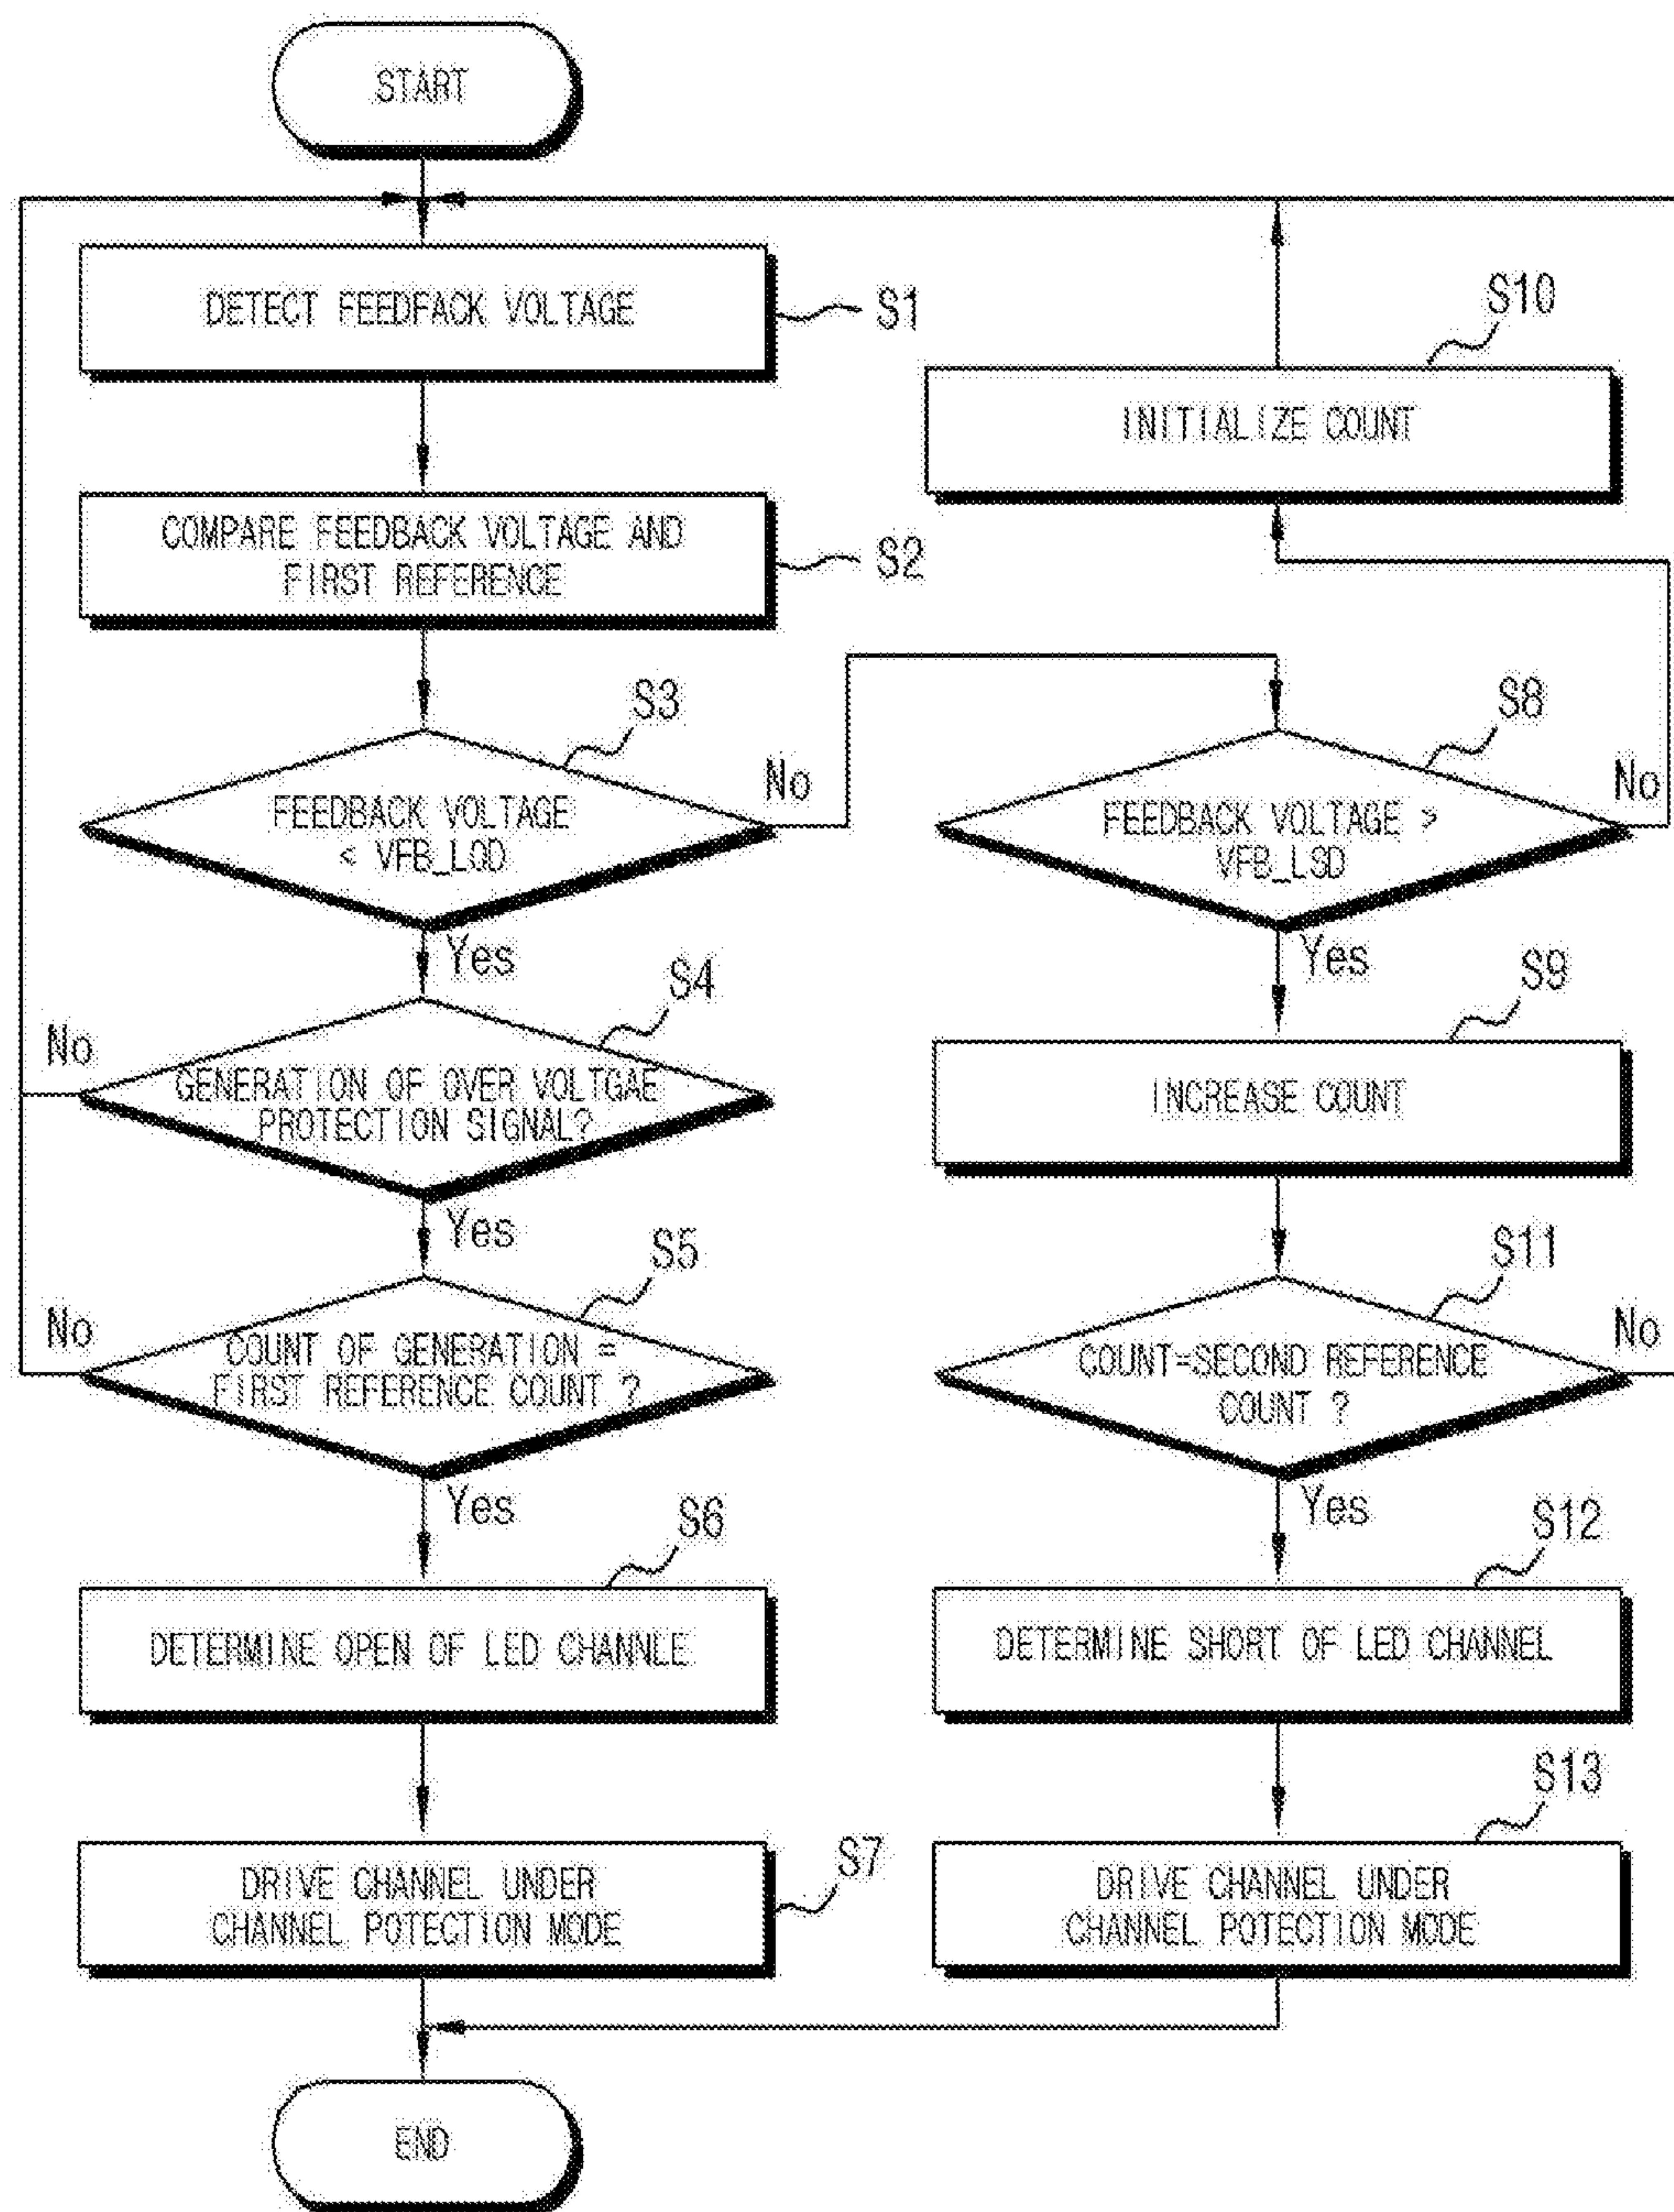 START
DETECT FEEDFACK VOLTAGE
S1
COMPARE FEEDBACK VOLTAGE AND
FIRST REFERENCE
S2
S3
FEEDBACK VOLTAGE
< VFB_LOD
No
Yes
S4
GENERATION OF OVER VOLTGAE
PROTECTION SIGNAL?
No
Yes
S5
COUNT OF GENERATION =
FIRST REFERENCE COUNT ?
No
Yes
S6
DETERMINE OPEN OF LED CHANNLE
S7
DRIVE CHANNEL UNDER
CHANNEL POTECTION MODE
END
S10
INITIALIZE COUNT
S8
FEEDBACK VOLTAGE >
VFB_LSD
No
Yes
S9
INCREASE COUNT
S11
COUNT=SECOND REFERENCE
COUNT ?
No
Yes
S12
DETERMINE SHORT OF LED CHANNEL
S13
DRIVE CHANNEL UNDER
CHANNEL POTECTION MODE